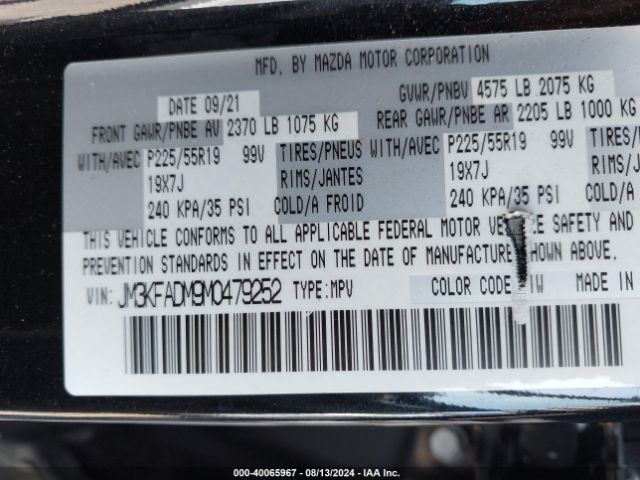 MFD. BY MAZDA MOTOR CORPORATION
DATE 09/21 GVWR/PNBV 4575 LB 2075 KG
FRONT GAWR/PNBE AV 2370 LB 1075 KG REAR GAWR/PNBE AR 2205 LB 1000 KG
WITH/AVEC P225/55R19 99V TIRES/PNEUS WITH/AVEC P225/55R19 99V TIRES/PN
19X7J RIMS/JANTES 19X7J RIMS/JA
240 KPA/35 PSI COLD/A FROID 240 KPA/35 PSI COLD/A
THIS VEHICLE CONFORMS TO ALL APPLICABLE FEDERAL MOTOR SAFETY AND
PREVENTION STANDARDS IN EFFECT ON THE DATE OF MANUFACTURE SHOWN ABOVE.
VIN: JM3KFADM9M0479252 TYPE:MPV COLOR CODE MADE IN
000-40065967 - 08/13/2024 - IAA Inc.